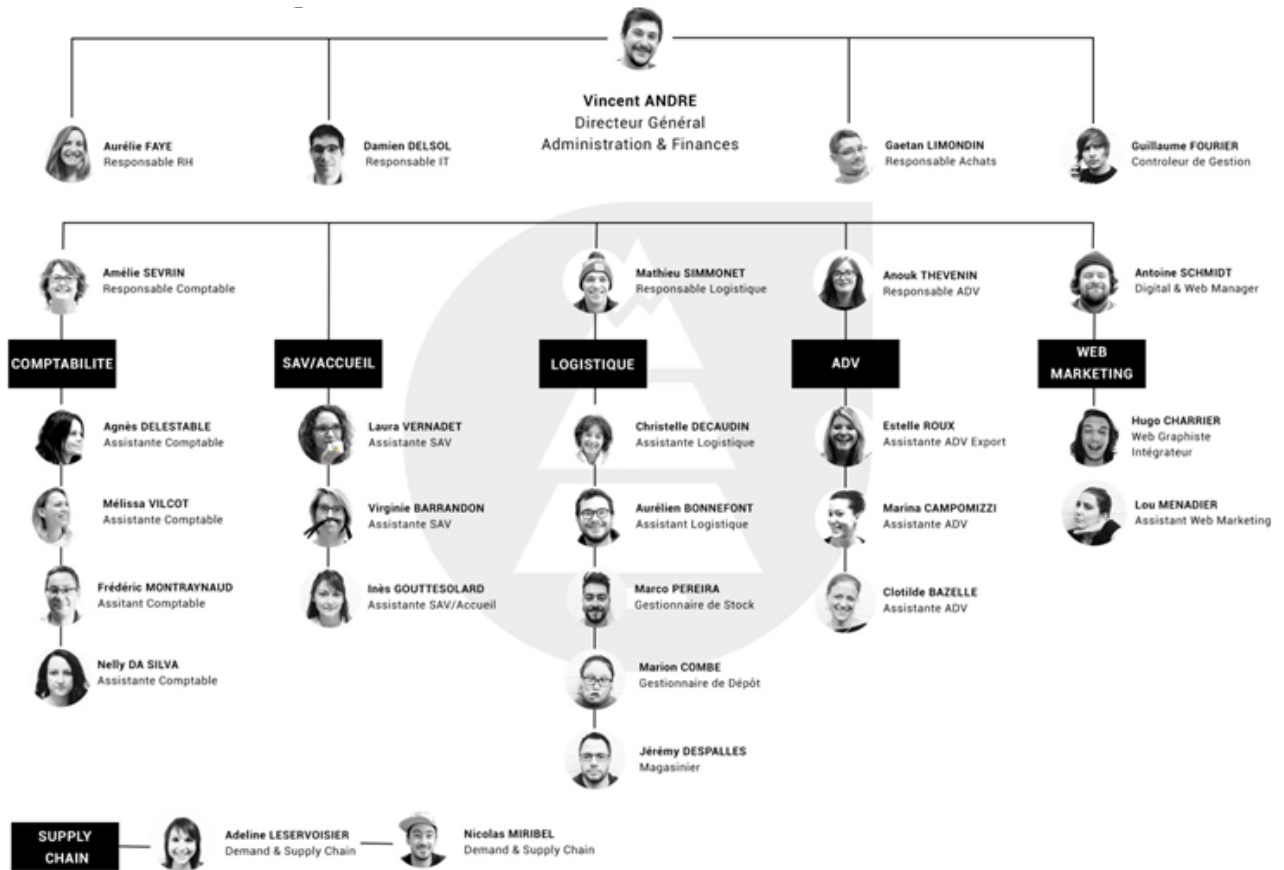 Vincent ANDRE
Directeur Général
Administration & Finances
Aurélie FAYE
Responsable RH
Damien DELSOL
Responsable IT
Gaetan LIMONDIN
Responsable Achats
Guillaume FOURIER
Controleur de Gestion
Amélie SEVRIN
Responsable Comptable
Mathieu SIMMONET
Responsable Logistique
Anouk THEVENIN
Responsable ADV
Antoine SCHMIDT
Digital & Web Manager
COMPTABILITE
SAV/ACCUEIL
LOGISTIQUE
ADV
WEB
MARKETING
Agnès DELESTABLE
Assistante Comptable
Laura VERNADET
Assistante SAV
Christelle DECAUDIN
Assistante Logistique
Estelle ROUX
Assistante ADV Export
Hugo CHARRIER
Web Graphiste
Intégrateur
Mélissa VILCOT
Assistante Comptable
Virginie BARRANDON
Assistante SAV
Aurélien BONNEFONT
Assistant Logistique
Marina CAMPOMIZZI
Assistante ADV
Lou MENADIER
Assistant Web Marketing
Frédéric MONTRAYNAUD
Assitant Comptable
Inès GOUTTESOLARD
Assistante SAV/Accueil
Marco PEREIRA
Gestionnaire de Stock
Clotilde BAZELLE
Assistante ADV
Nelly DA SILVA
Assistante Comptable
Marion COMBE
Gestionnaire de Dépôt
Jérémy DESPALLES
Magasinier
SUPPLY
CHAIN
Adeline LESERVOISIER
Demand & Supply Chain
Nicolas MIRIBEL
Demand & Supply Chain